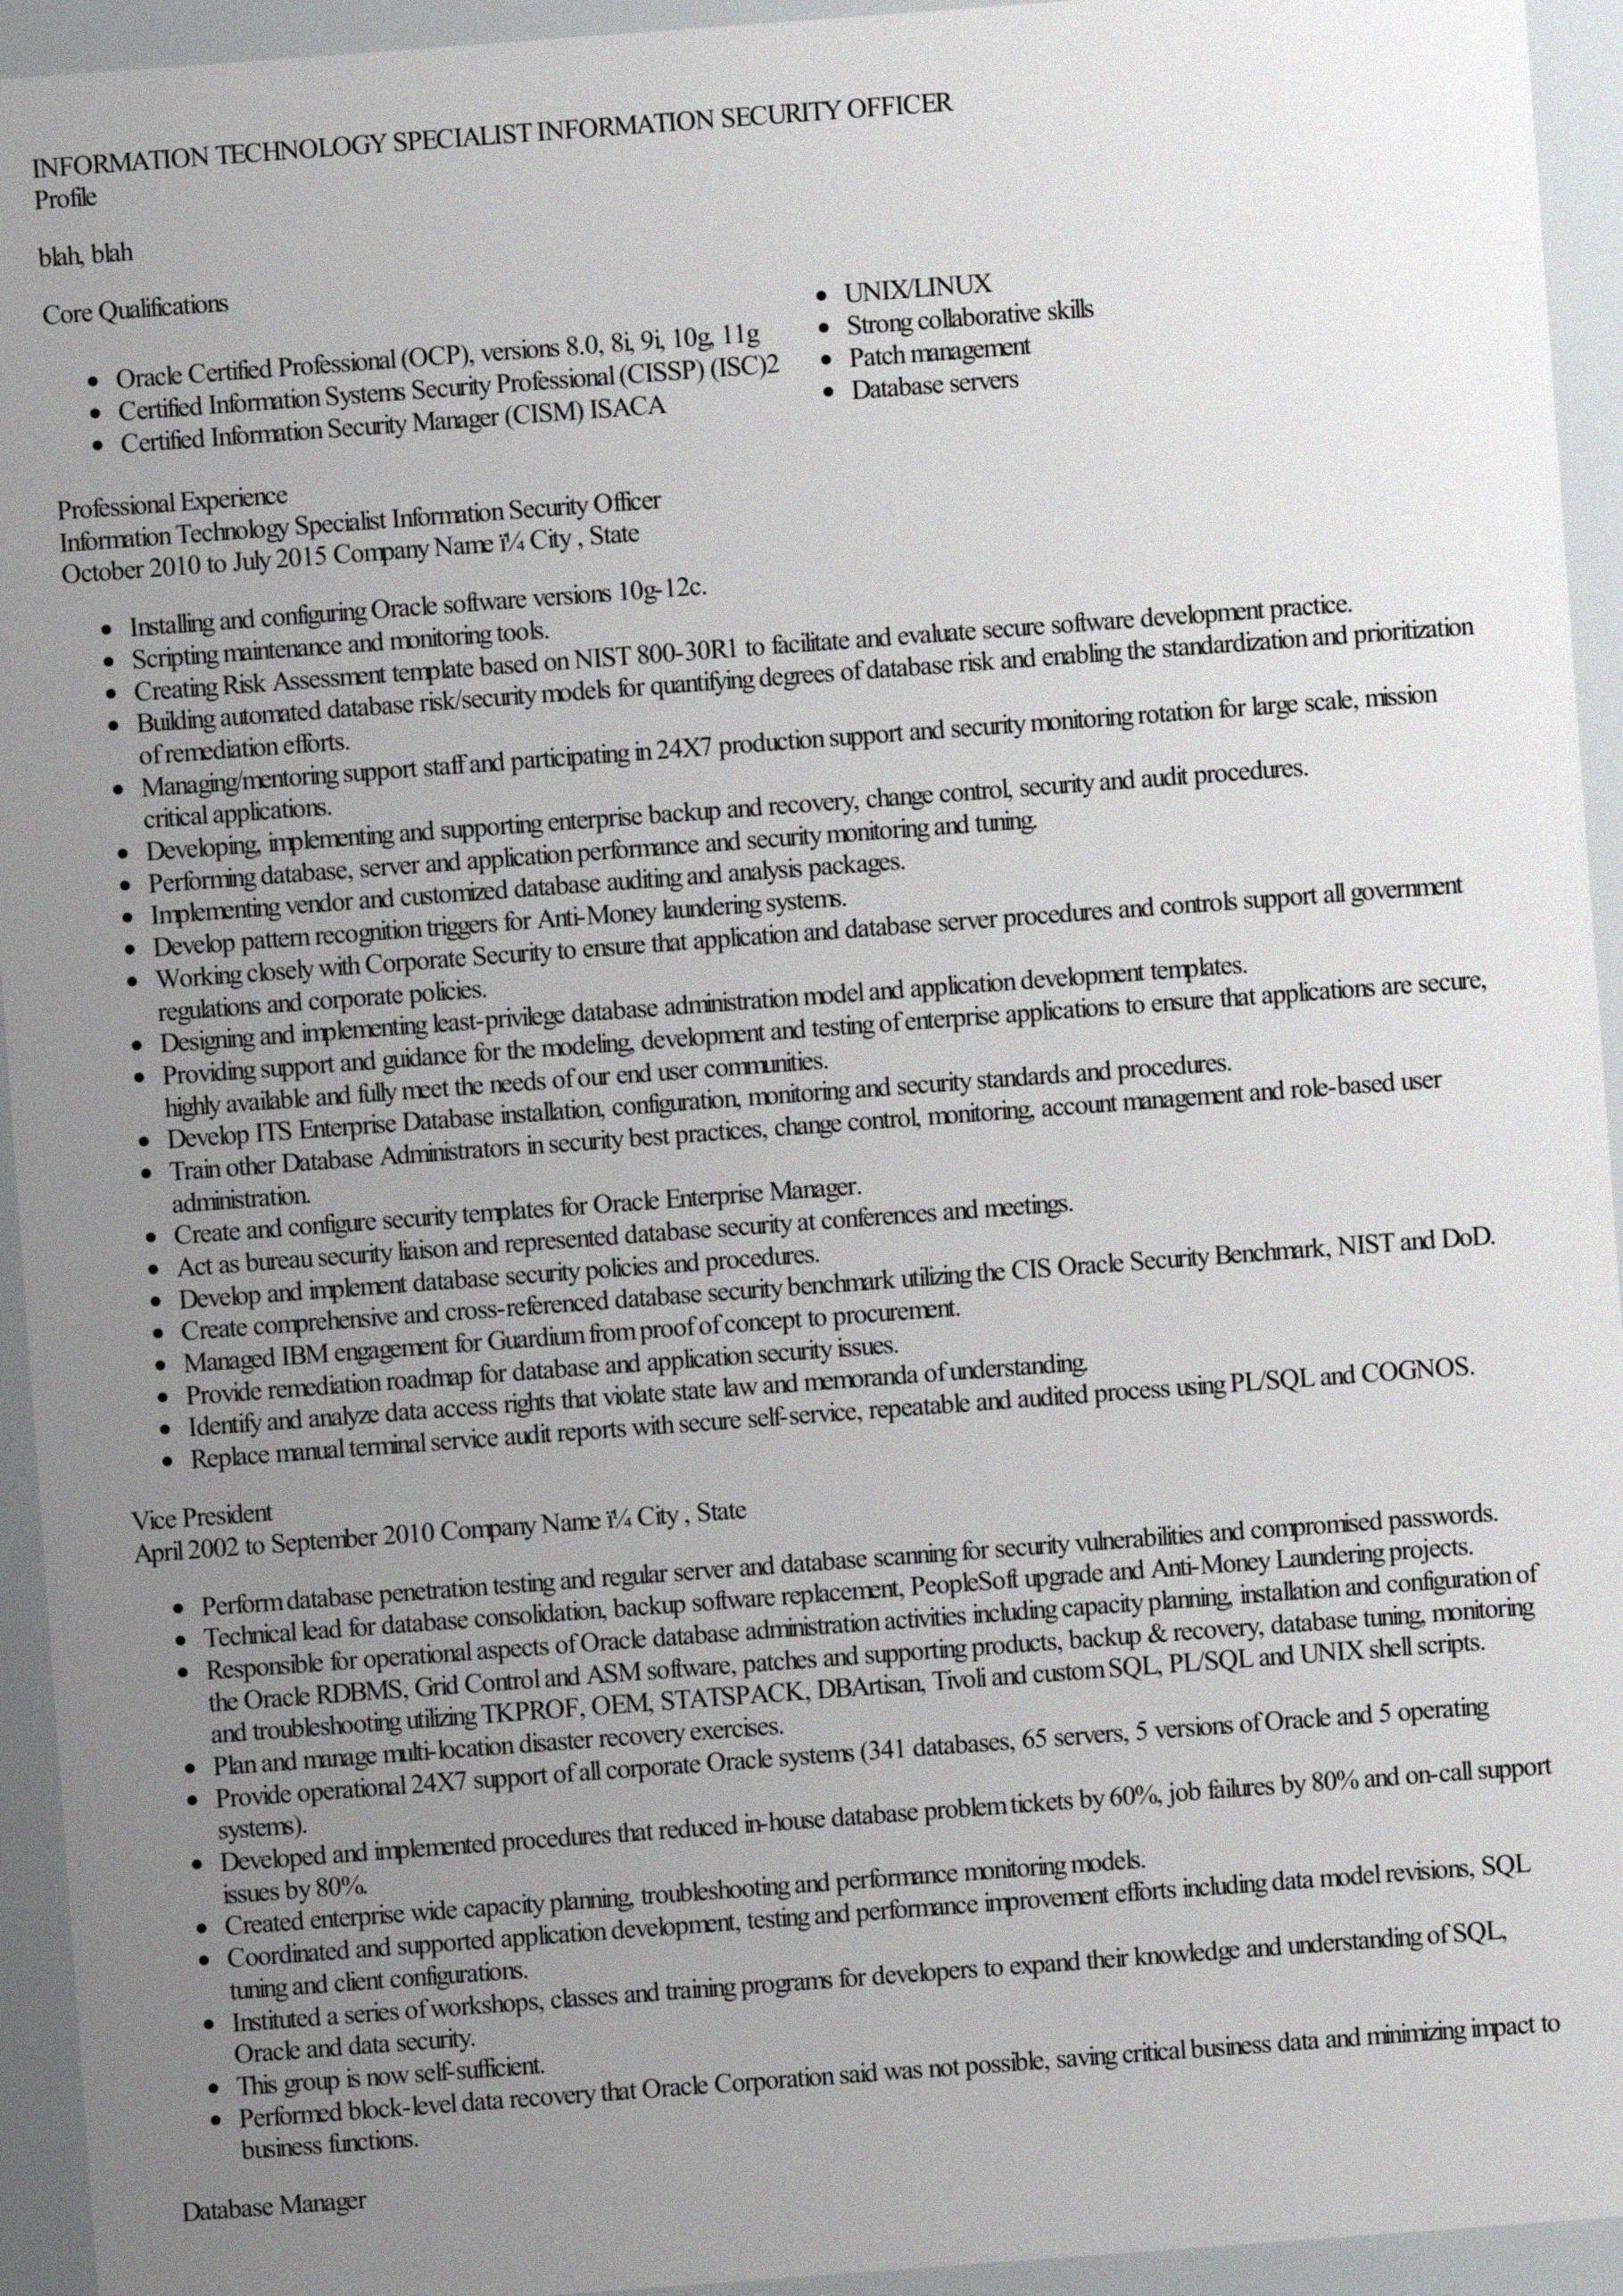 INFORMATION TECHNOLOGY SPECIALIST INFORMATION SECURITY OFFICER
Profile
blah, blah
Core Qualifications
• Oracle Certified Professional (OCP), versions 8.0, 8i, 9i, 10g, 11g
• Certified Information Systems Security Professional (CISSP) (ISC)2
• Certified Information Security Manager (CISM) ISACA
• UNIX/LINUX
• Strong collaborative skills
• Patch management
• Database servers
Professional Experience
Information Technology Specialist Information Security Officer
October 2010 to July 2015 Company Name ï¼ City , State
• Installing and configuring Oracle software versions 10g-12c.
• Scripting maintenance and monitoring tools.
• Creating Risk Assessment template based on NIST 800-30R1 to facilitate and evaluate secure software development practice.
• Building automated database risk/security models for quantifying degrees of database risk and enabling the standardization and prioritization
of remediation efforts.
• Managing/mentoring support staff and participating in 24X7 production support and security monitoring rotation for large scale, mission
critical applications.
• Developing, implementing and supporting enterprise backup and recovery, change control, security and audit procedures.
• Performing database, server and application performance and security monitoring and tuning.
• Implementing vendor and customized database auditing and analysis packages.
• Develop pattern recognition triggers for Anti-Money laundering systems.
• Working closely with Corporate Security to ensure that application and database server procedures and controls support all government
regulations and corporate policies.
• Designing and implementing least-privilege database administration model and application development templates.
• Providing support and guidance for the modeling, development and testing of enterprise applications to ensure that applications are secure,
highly available and fully meet the needs of our end user communities.
• Develop ITS Enterprise Database installation, configuration, monitoring and security standards and procedures.
• Train other Database Administrators in security best practices, change control, monitoring, account management and role-based user
administration.
• Create and configure security templates for Oracle Enterprise Manager.
• Act as bureau security liaison and represented database security at conferences and meetings.
• Develop and implement database security policies and procedures.
• Create comprehensive and cross-referenced database security benchmark utilizing the CIS Oracle Security Benchmark, NIST and DoD.
• Managed IBM engagement for Guardium from proof of concept to procurement.
• Provide remediation roadmap for database and application security issues.
• Identify and analyze data access rights that violate state law and memoranda of understanding.
• Replace manual terminal service audit reports with secure self-service, repeatable and audited process using PL/SQL and COGNOS.
Vice President
April 2002 to September 2010 Company Name ï¼ City , State
• Perform database penetration testing and regular server and database scanning for security vulnerabilities and compromised passwords.
• Technical lead for database consolidation, backup software replacement, PeopleSoft upgrade and Anti-Money Laundering projects.
• Responsible for operational aspects of Oracle database administration activities including capacity planning, installation and configuration of
the Oracle RDBMS, Grid Control and ASM software, patches and supporting products, backup & recovery, database tuning, monitoring
and troubleshooting utilizing TKPROF, OEM, STATSPACK, DBArtisan, Tivoli and custom SQL, PL/SQL and UNIX shell scripts.
• Plan and manage multi-location disaster recovery exercises.
• Provide operational 24X7 support of all corporate Oracle systems (341 databases, 65 servers, 5 versions of Oracle and 5 operating
systems).
• Developed and implemented procedures that reduced in-house database problem tickets by 60%, job failures by 80% and on-call support
issues by 80%.
• Created enterprise wide capacity planning, troubleshooting and performance monitoring models.
• Coordinated and supported application development, testing and performance improvement efforts including data model revisions, SQL
tuning and client configurations.
• Instituted a series of workshops, classes and training programs for developers to expand their knowledge and understanding of SQL,
Oracle and data security.
• This group is now self-sufficient.
• Performed block-level data recovery that Oracle Corporation said was not possible, saving critical business data and minimizing impact to
business functions.
Database Manager